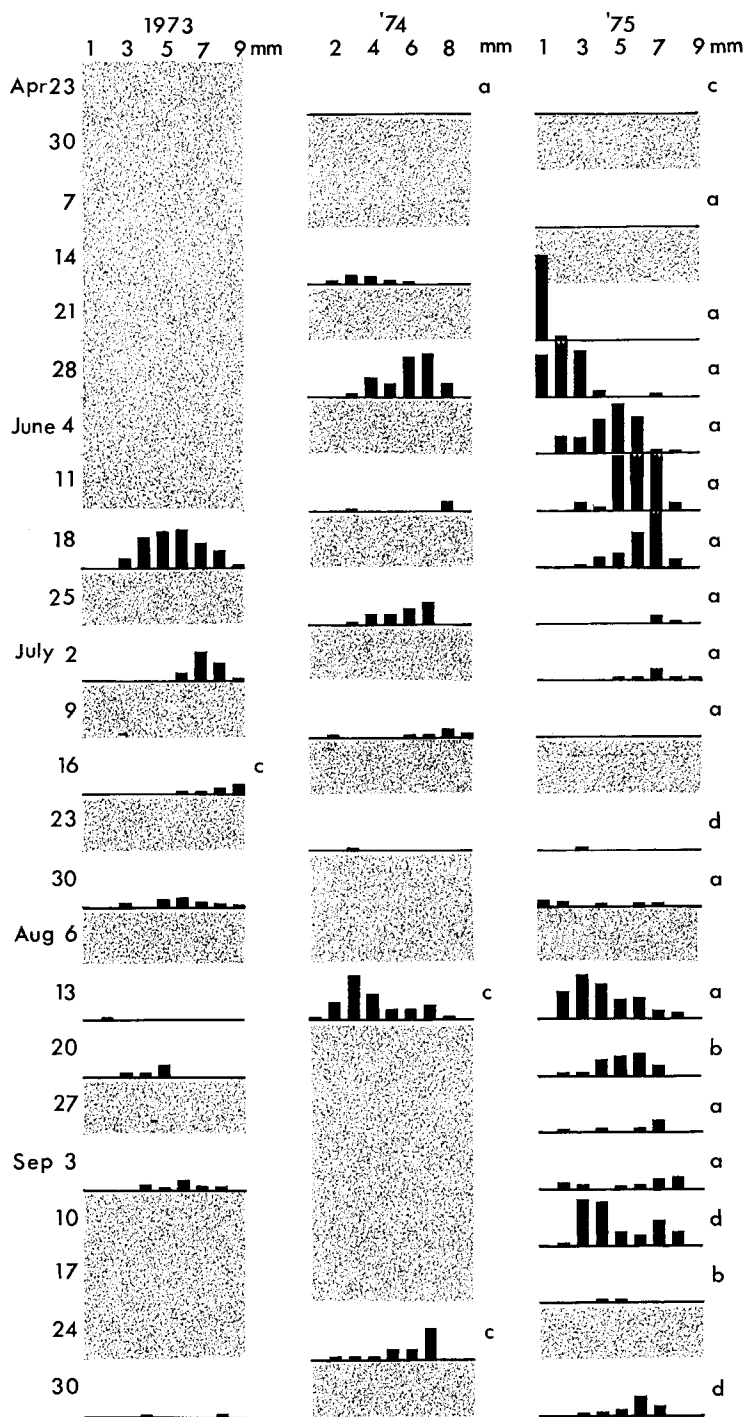 1973 '74 '75
1 3 5 7 9 mm 2 4 6 8 mm 1 3 5 7 9 mm
Apr 23 a c
30
7 a
14
21 a
28 a
June 4 a
11 a
18 a
25 a
July 2 a
9 a
16 c
23 d
30 a
Aug 6
13 c a
20 b
27 a
Sep 3 a
10 d
17 b
24 c
30 d